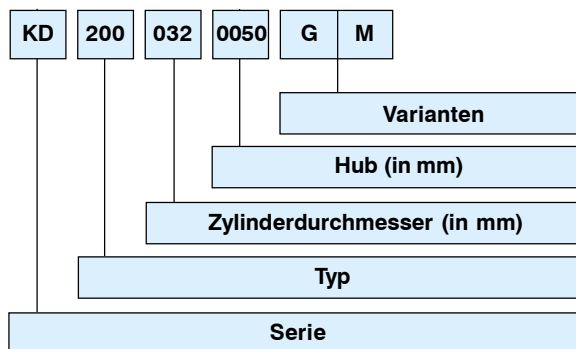 KD 200 032 0050 G M
Varianten
Hub (in mm)
Zylinderdurchmesser (in mm)
Typ
Serie